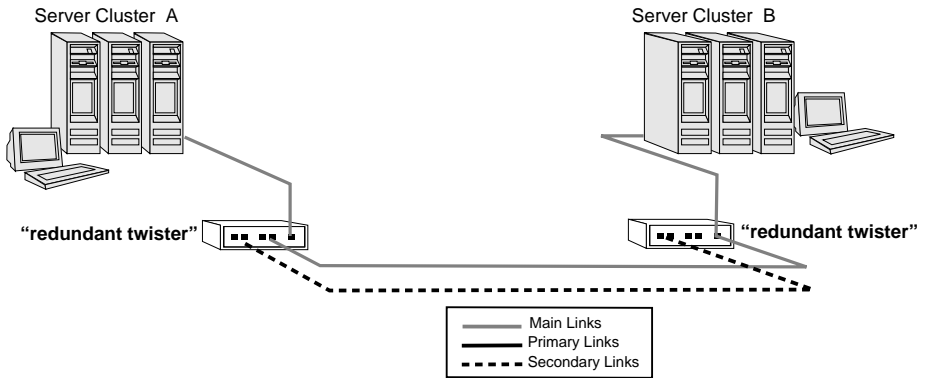 Server Cluster A
Server Cluster B
“redundant twister”
“redundant twister”
Main Links
Primary Links
Secondary Links